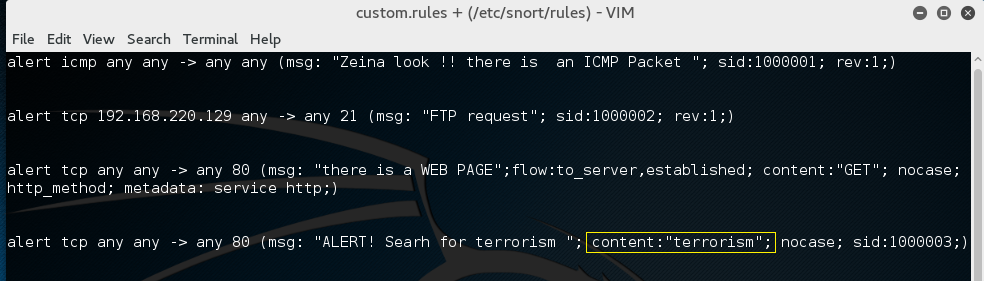 custom.rules + (/etc/snort/rules) - VIM
File Edit View Search Terminal Help
alert icmp any any -> any any (msg: "Zeina look !! there is  an ICMP Packet "; sid:1000001; rev:1;)
alert tcp 192.168.220.129 any -> any 21 (msg: "FTP request"; sid:1000002; rev:1;)
alert tcp any any -> any 80 (msg: "there is a WEB PAGE";flow:to_server,established; content:"GET"; nocase;
http_method; metadata: service http;)
alert tcp any any -> any 80 (msg: "ALERT! Searh for terrorism "; content:"terrorism"; nocase; sid:1000003;)